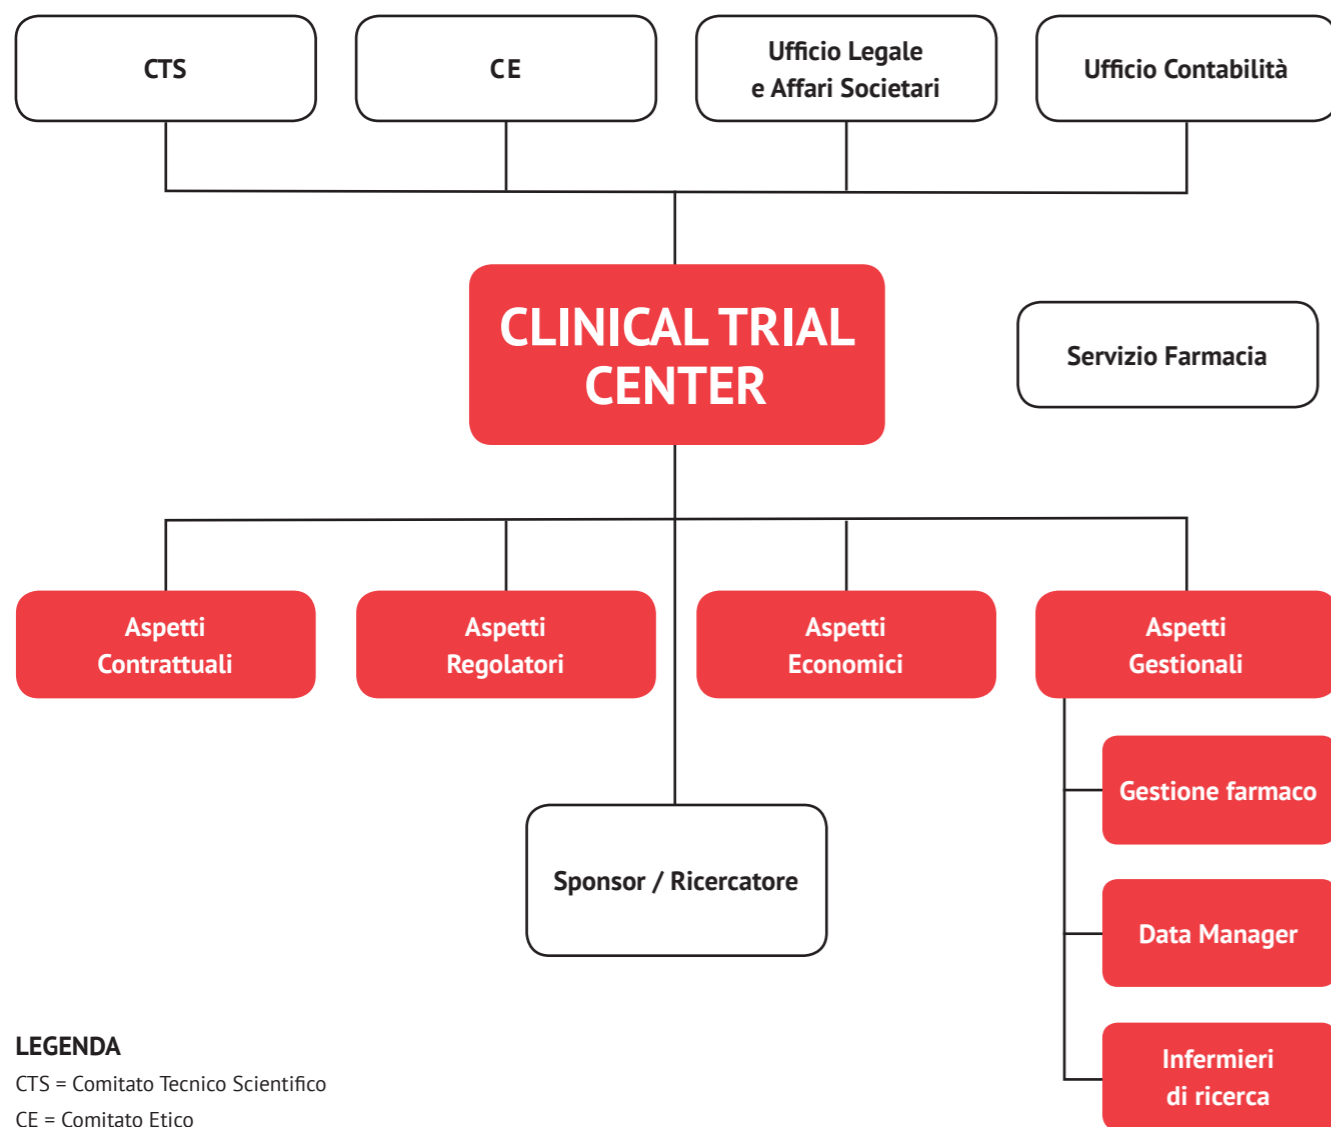 CTS
CE
Ufficio Legale
e Affari Societari
Ufficio Contabilità
CLINICAL TRIAL
CENTER
Servizio Farmacia
Aspetti
Contrattuali
Aspetti
Regolatori
Aspetti
Economici
Aspetti
Gestionali
Gestione farmaco
Sponsor / Ricercatore
Data Manager
Infermieri
di ricerca
LEGENDA
CTS = Comitato Tecnico Scientifico
CE = Comitato Etico